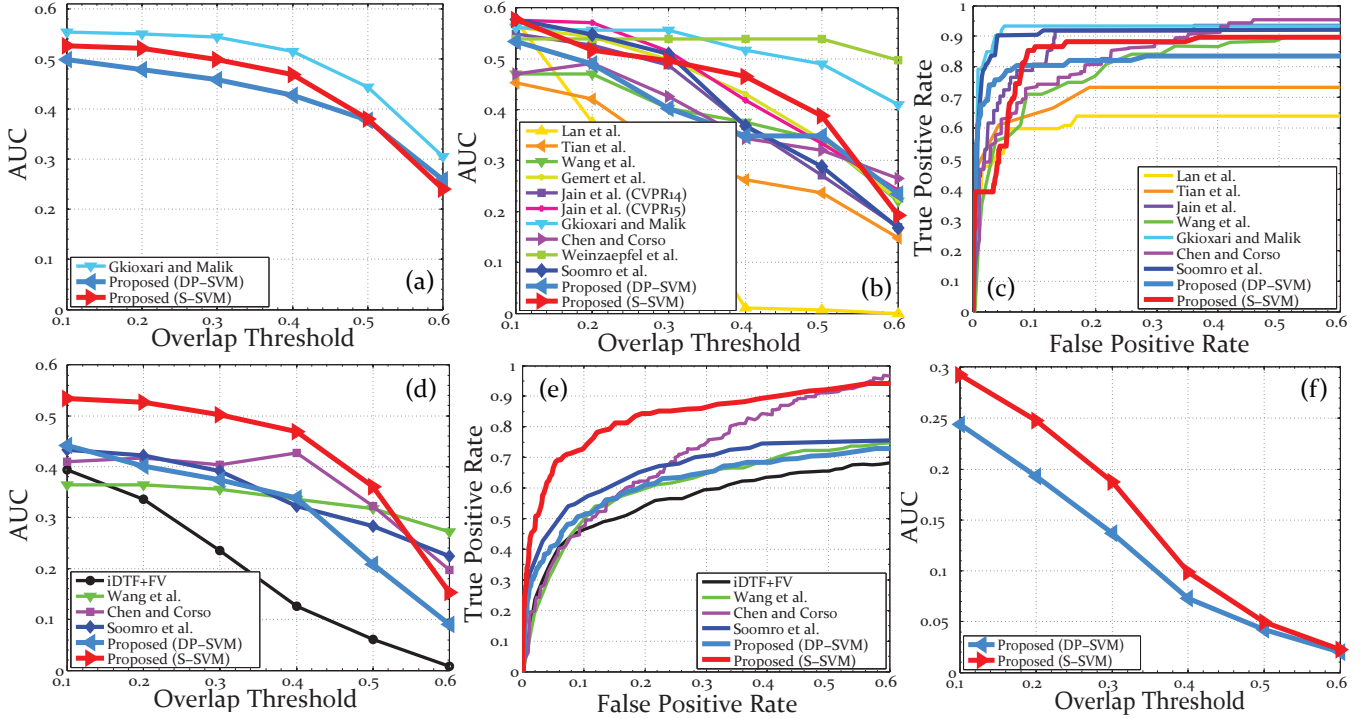 0.6
0.5
0.4
0.3
0.2
0.1
0
AUC
Gkioxari and Malik
Proposed (DP-SVM)
Proposed (S-SVM)
(a)
0.1 0.2 0.3 0.4 0.5 0.6
Overlap Threshold
0.6
0.5
0.4
0.3
0.2
0.1
0
AUC
Lan et al.
Tian et al.
Wang et al.
Gemert et al.
Jain et al. (CVPR14)
Jain et al. (CVPR15)
Gkioxari and Malik
Chen and Corso
Weinzaepfel et al.
Soomro et al.
Proposed (DP-SVM)
Proposed (S-SVM)
(b)
0.1 0.2 0.3 0.4 0.5 0.6
Overlap Threshold
1
0.9
0.8
0.7
0.6
0.5
0.4
0.3
0.2
0.1
0
True Positive Rate
Lan et al.
Tian et al.
Jain et al.
Wang et al.
Gkioxari and Malik
Chen and Corso
Soomro et al.
Proposed (DP-SVM)
Proposed (S-SVM)
(c)
0 0.1 0.2 0.3 0.4 0.5 0.6
False Positive Rate
0.6
0.5
0.4
0.3
0.2
0.1
0
AUC
iDTF+FV
Wang et al.
Chen and Corso
Soomro et al.
Proposed (DP-SVM)
Proposed (S-SVM)
(d)
0.1 0.2 0.3 0.4 0.5 0.6
Overlap Threshold
1
0.9
0.8
0.7
0.6
0.5
0.4
0.3
0.2
0.1
0
True Positive Rate
(e)
iDTF+FV
Wang et al.
Chen and Corso
Soomro et al.
Proposed (DP-SVM)
Proposed (S-SVM)
0 0.1 0.2 0.3 0.4 0.5 0.6
False Positive Rate
0.3
0.25
0.2
0.15
0.1
0.05
0
AUC
(f)
Proposed (DP-SVM)
Proposed (S-SVM)
0.1 0.2 0.3 0.4 0.5 0.6
Overlap Threshold